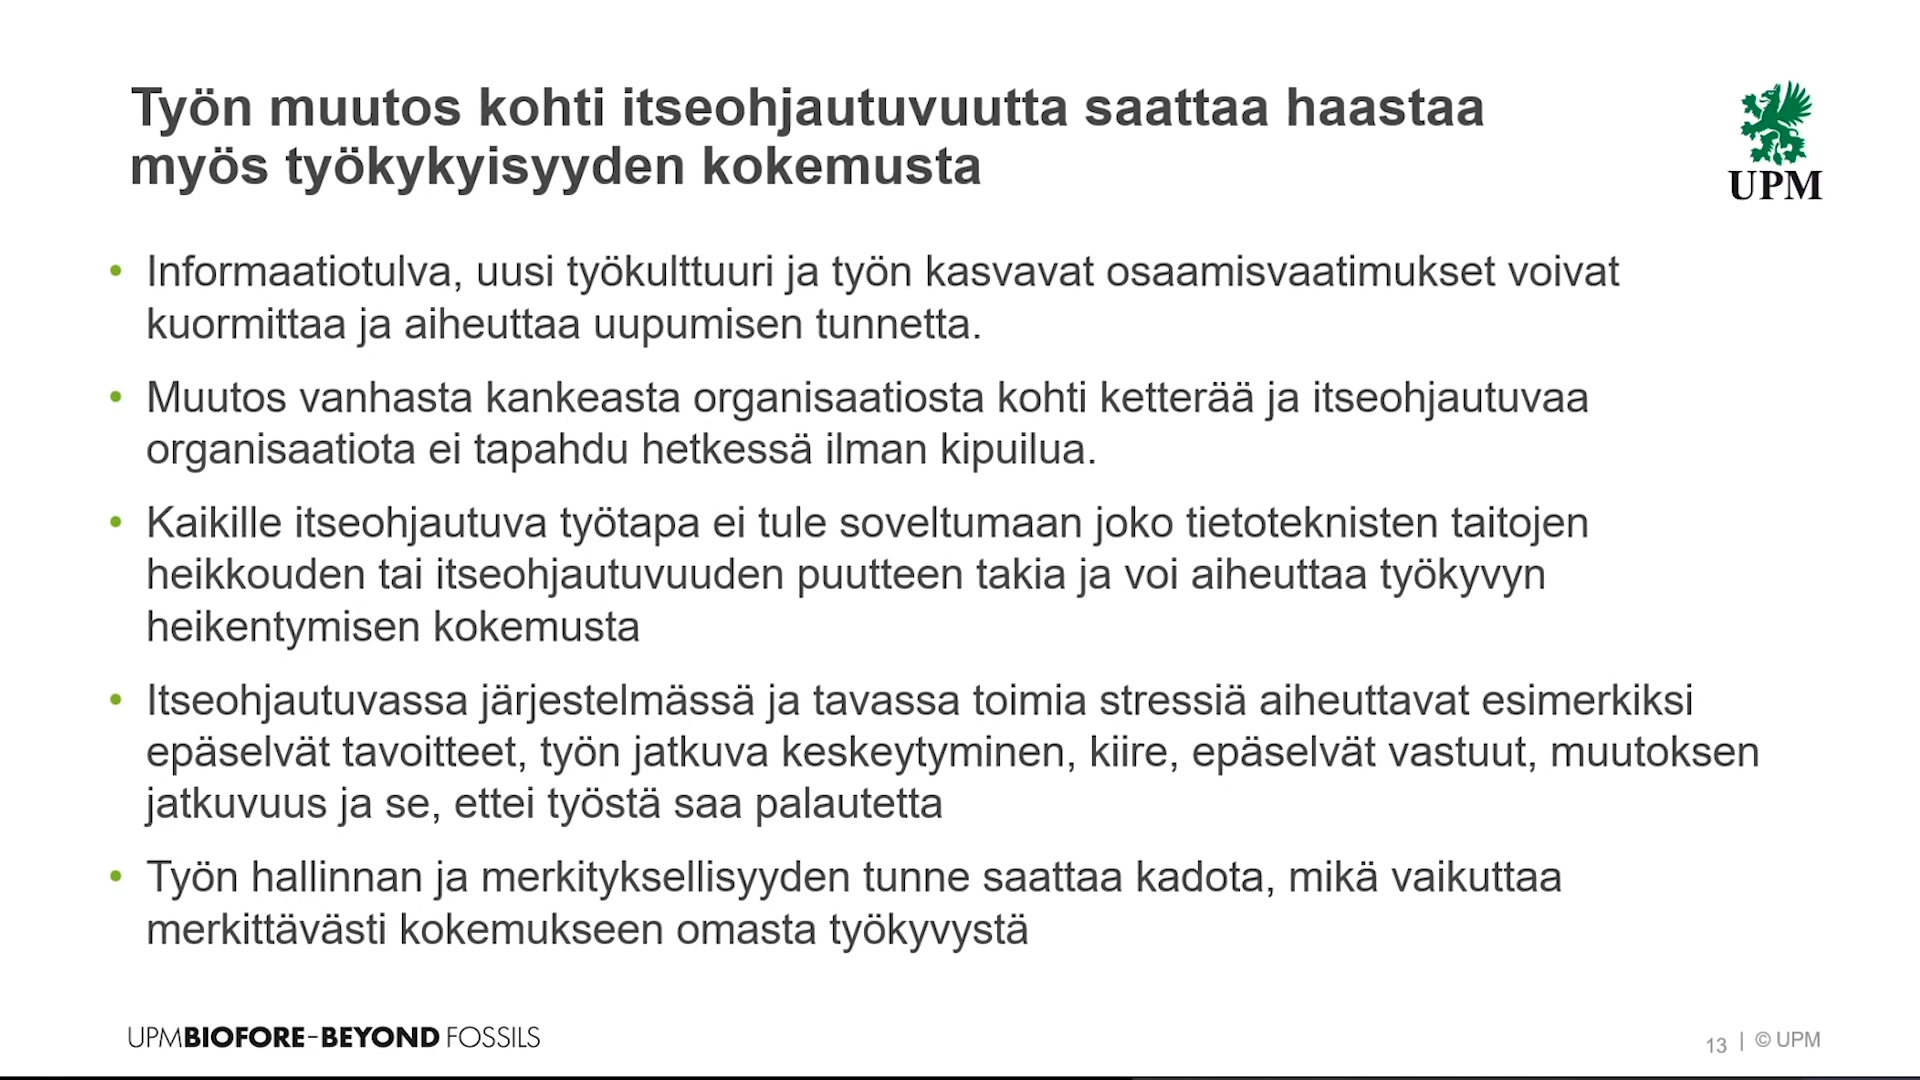 Työn muutos kohti itseohjautuvuutta saattaa haastaa
myös työkykyisyyden kokemusta
UPM
• Informaatiotulva, uusi työkulttuuri ja työn kasvavat osaamisvaatimukset voivat
kuormittaa ja aiheuttaa uupumisen tunnetta.
• Muutos vanhasta kankeasta organisaatiosta kohti ketterää ja itseohjautuvaa
organisaatiota ei tapahdu hetkessä ilman kipuilua.
• Kaikille itseohjautuva työtapa ei tule soveltumaan joko tietoteknisten taitojen
heikkouden tai itseohjautuvuuden puutteen takia ja voi aiheuttaa työkyvyn
heikentymisen kokemusta
• Itseohjautuvassa järjestelmässä ja tavassa toimia stressiä aiheuttavat esimerkiksi
epäselvät tavoitteet, työn jatkuva keskeytyminen, kiire, epäselvät vastuut, muutoksen
jatkuvuus ja se, ettei työstä saa palautetta
• Työn hallinnan ja merkityksellisyyden tunne saattaa kadota, mikä vaikuttaa
merkittävästi kokemukseen omasta työkyvystä
UPMBIOFORE–BEYOND FOSSILS
13 | © UPM